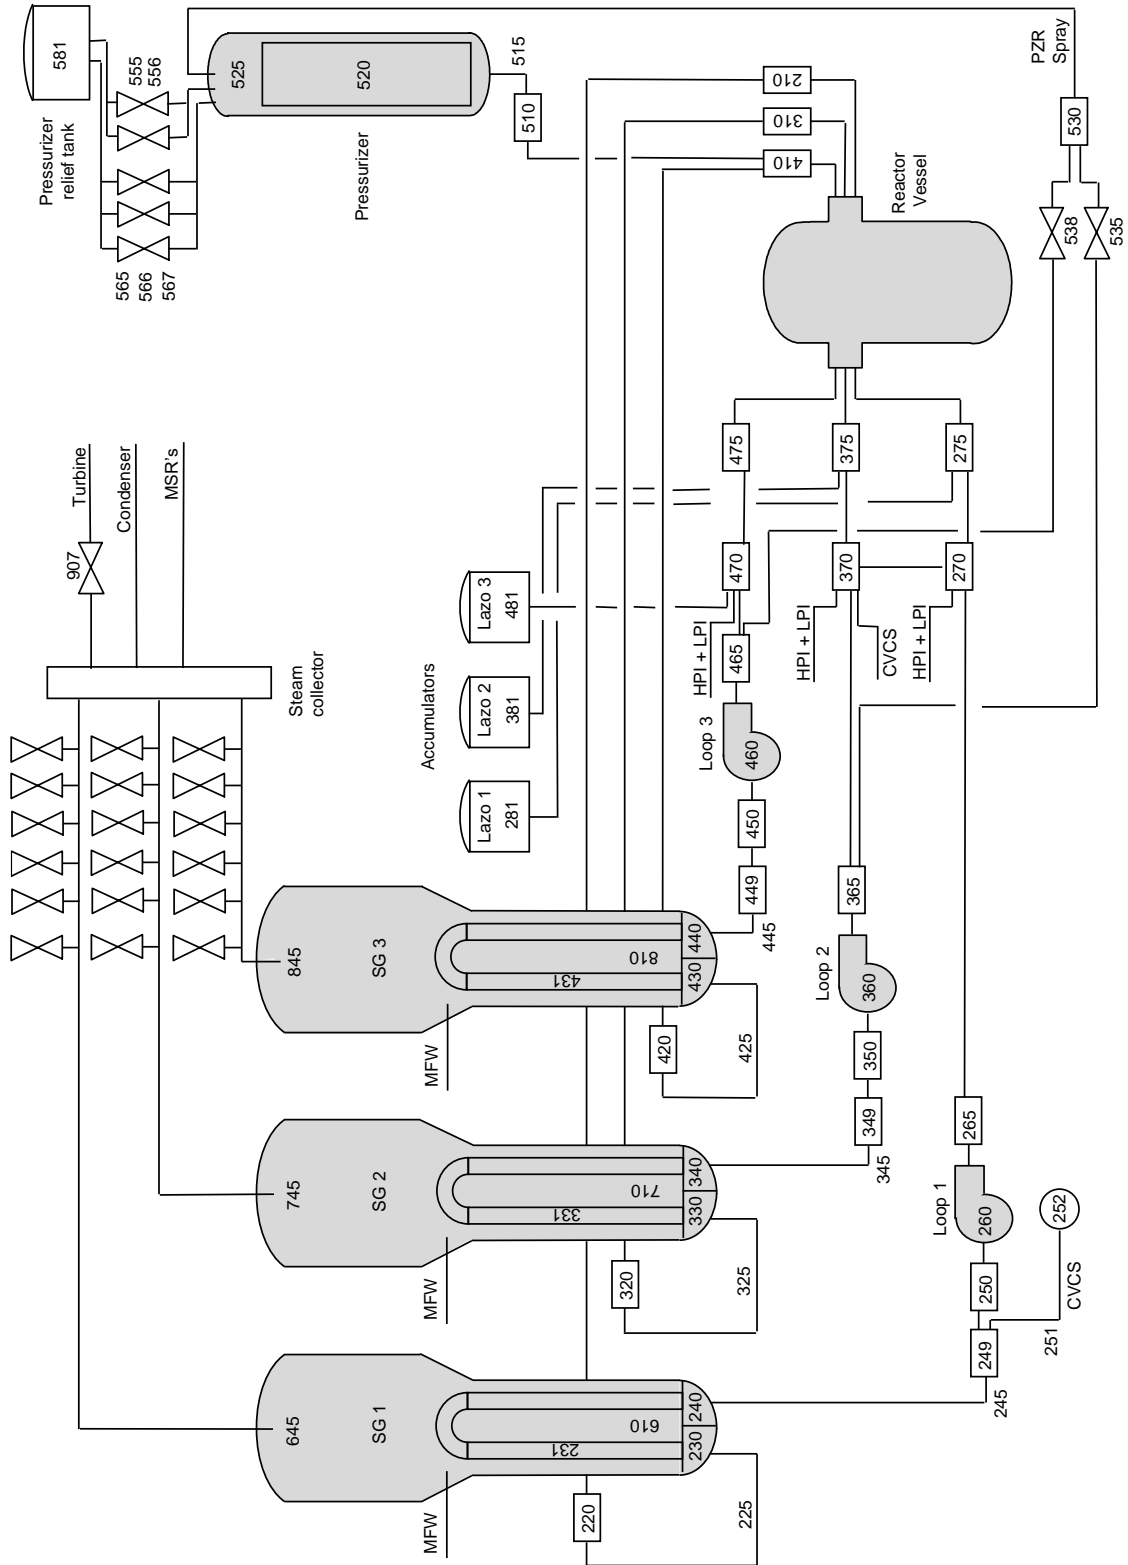 645
SG 1
MFW
231
610
230
240
220
225
745
SG 2
MFW
331
710
330
340
320
325
845
SG 3
MFW
431
810
430
440
420
425
Steam
collector
907
Turbine
Condenser
MSR's
Accumulators
Lazo 1
281
Lazo 2
381
Lazo 3
481
565
566
567
555
556
581
Pressurizer
relief tank
525
520
Pressurizer
515
510
210
310
410
445
449
450
Loop 3
460
465
HPI + LPI
470
475
345
349
350
Loop 2
360
365
HPI + LPI
CVCS
370
375
245
249
250
Loop 1
260
265
HPI + LPI
270
275
251
CVCS
252
Reactor
Vessel
538
535
530
PZR
Spray